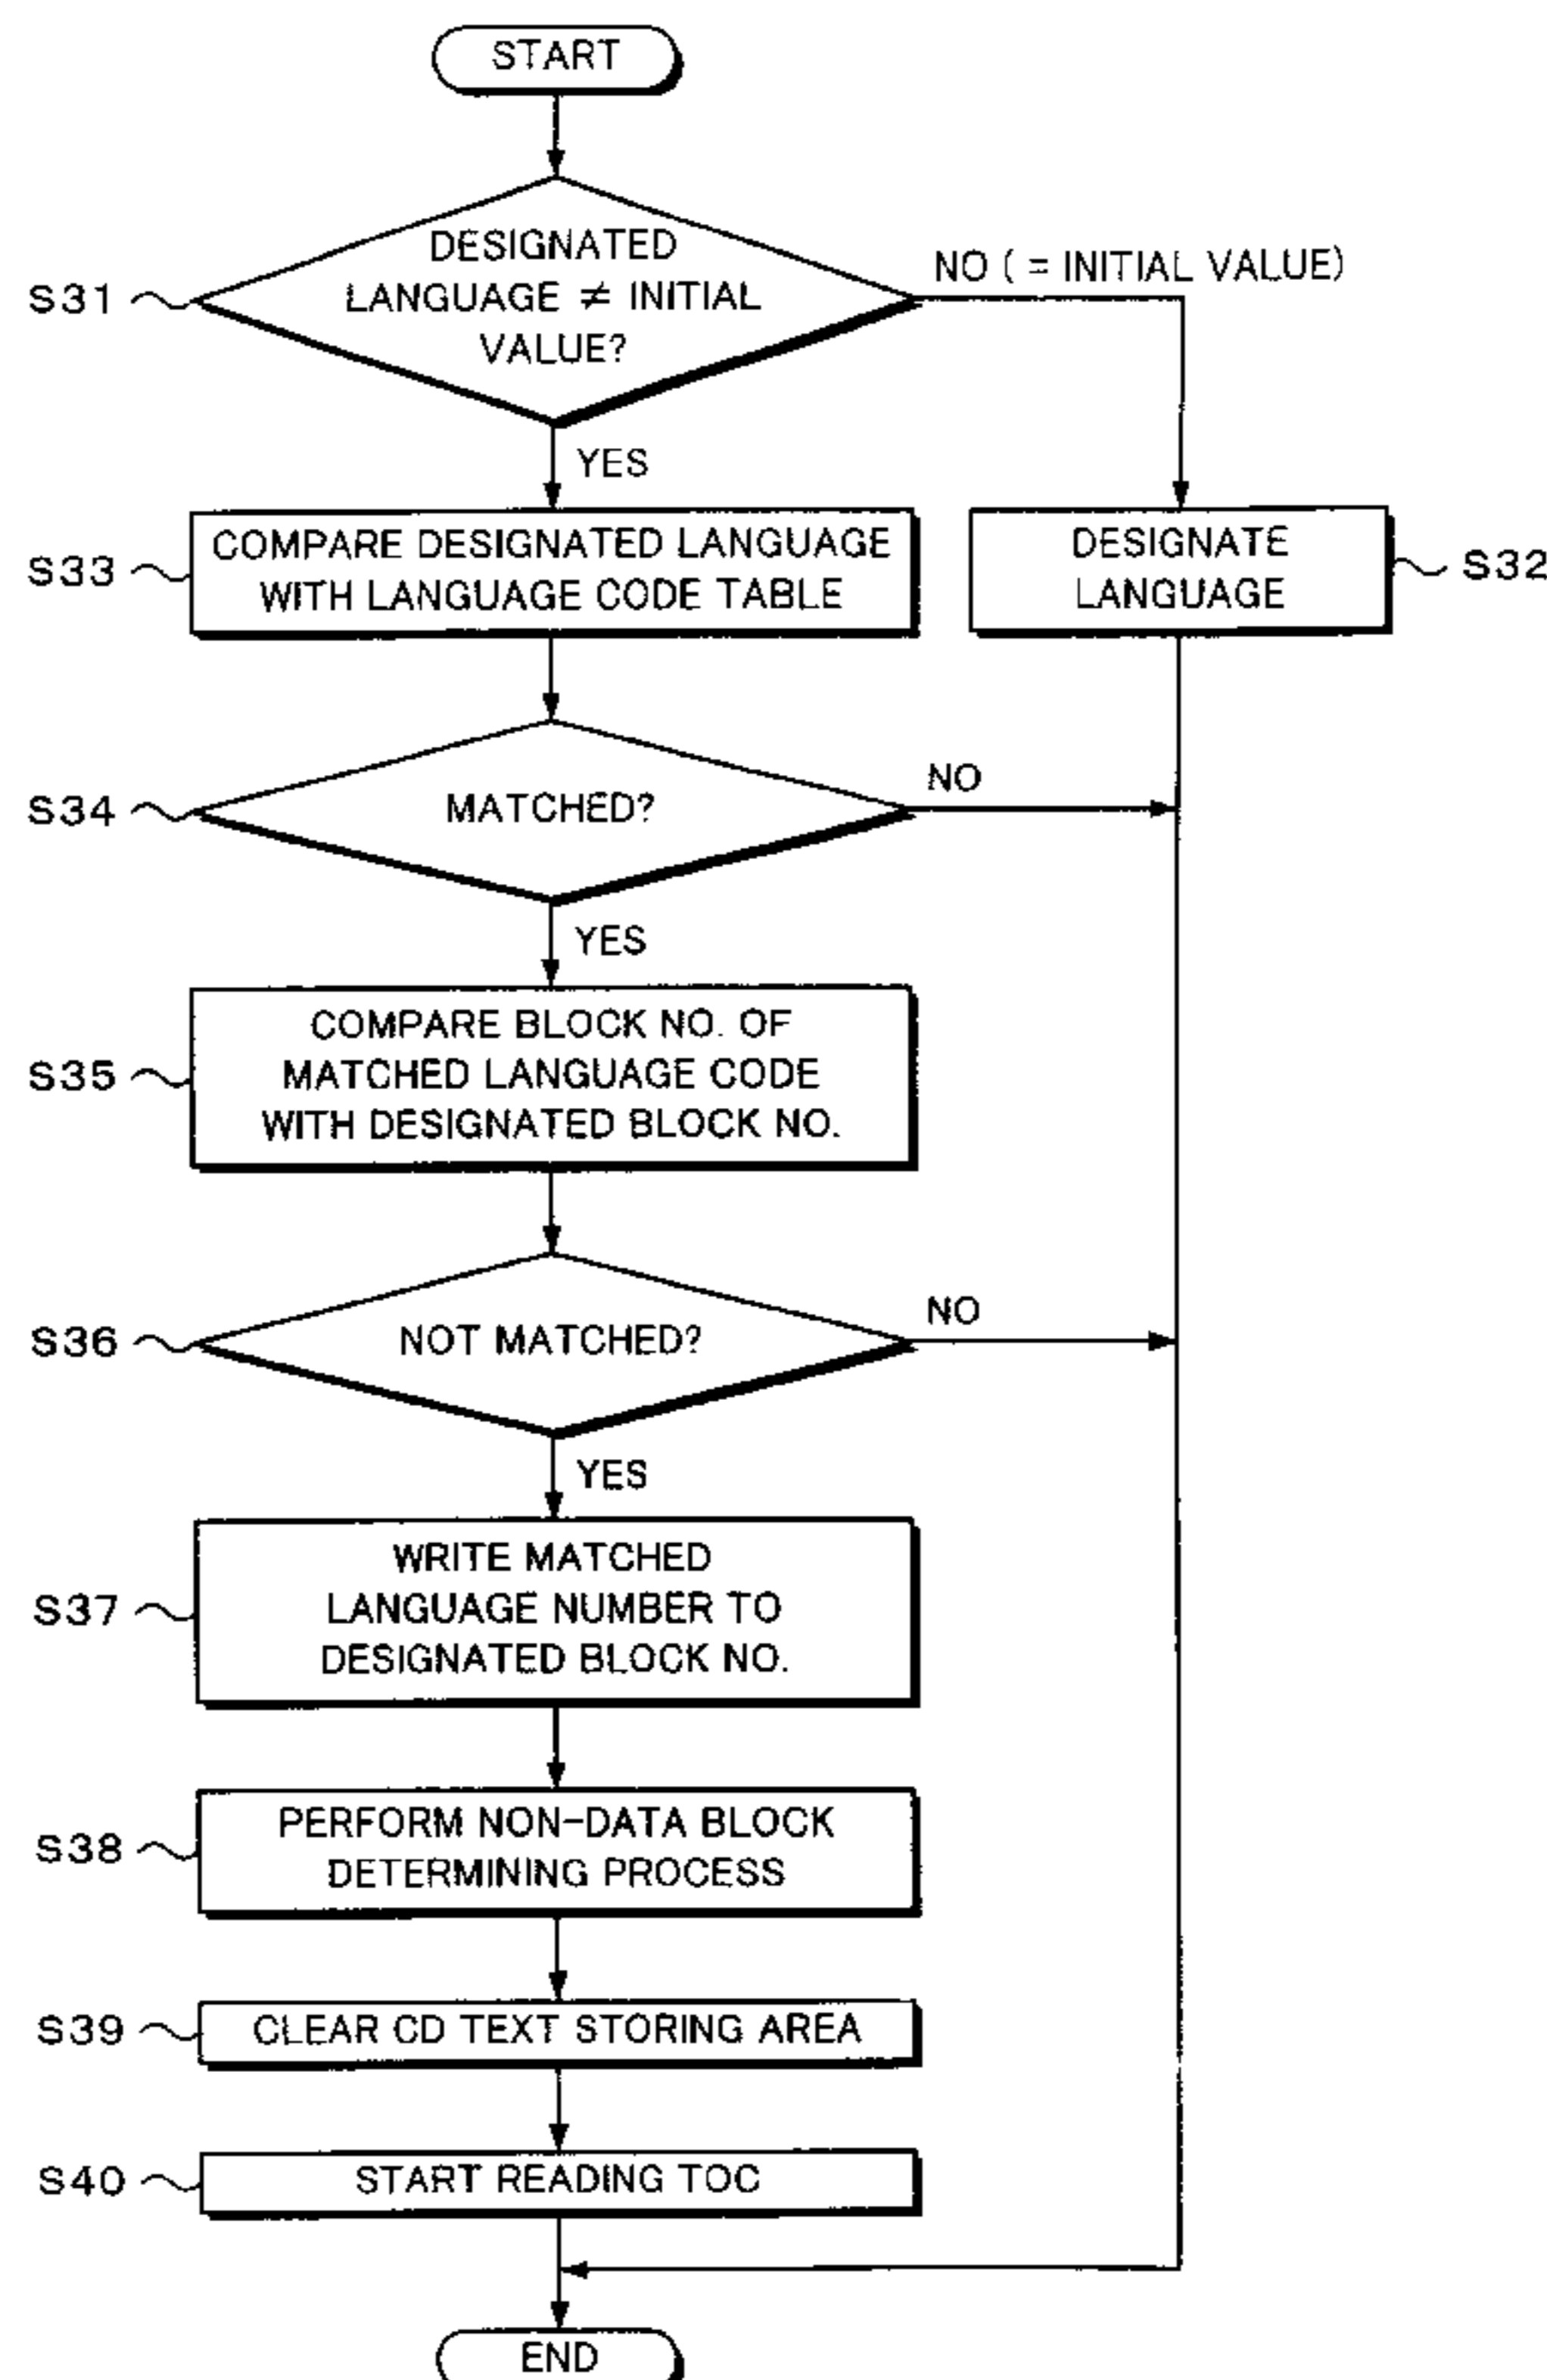 START
DESIGNATED
LANGUAGE ≠ INITIAL
VALUE?
NO ( = INITIAL VALUE)
S31
YES
COMPARE DESIGNATED LANGUAGE
WITH LANGUAGE CODE TABLE
S33
DESIGNATE
LANGUAGE
S32
MATCHED?
NO
S34
YES
COMPARE BLOCK NO. OF
MATCHED LANGUAGE CODE
WITH DESIGNATED BLOCK NO.
S35
NOT MATCHED?
NO
S36
YES
WRITE MATCHED
LANGUAGE NUMBER TO
DESIGNATED BLOCK NO.
S37
PERFORM NON-DATA BLOCK
DETERMINING PROCESS
S38
S39
CLEAR CD TEXT STORING AREA
S40
START READING TOC
END